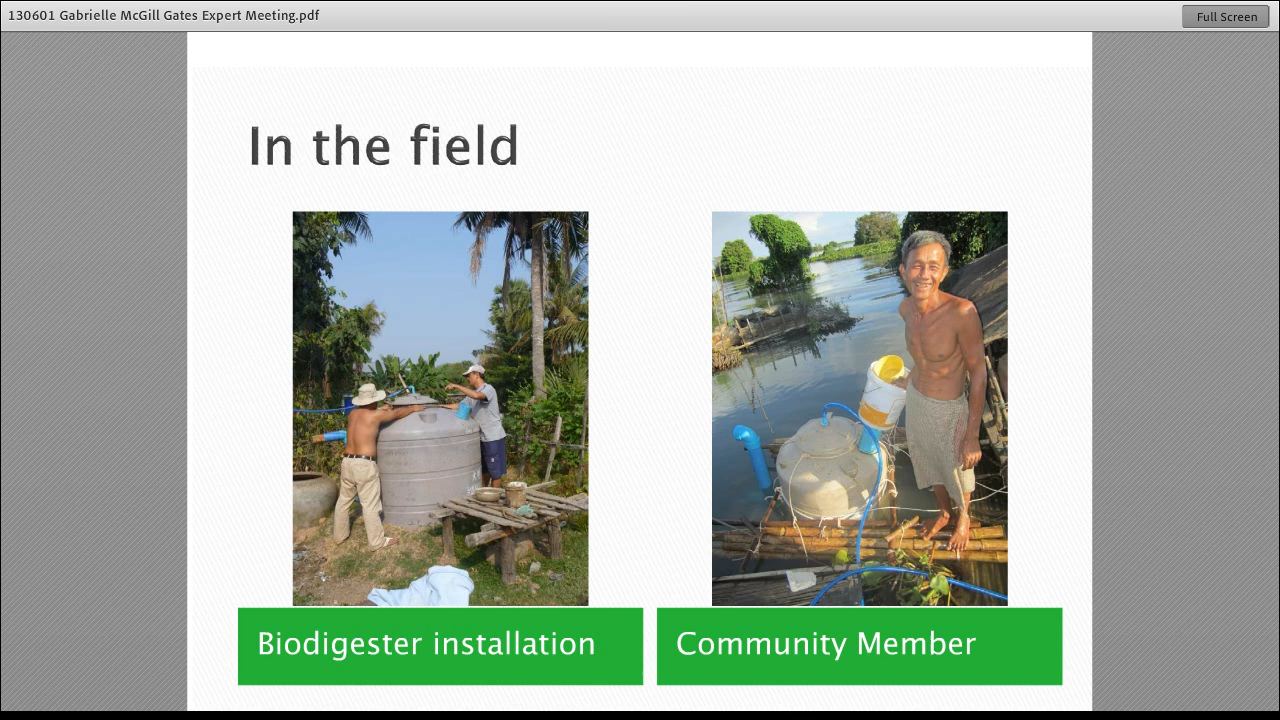 130601 Gabrielle McGill Gates Expert Meeting.pdf
Full Screen
In the field
Biodigester installation
Community Member